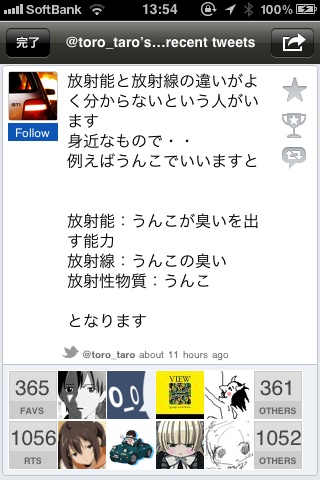 SoftBank 13:54 100%
完了 @toro_taro's...recent tweets
放射能と放射線の違いがよ
く分からないという人がい
ます
身近なもので・・
例えばうんこでいいますと
放射能：うんこが臭いを出
す能力
放射線：うんこの臭い
放射性物質：うんこ
となります
Follow
@toro_taro about 11 hours ago
365 VIEW 361
FAVS OTHERS
1056 1052
RTS OTHERS